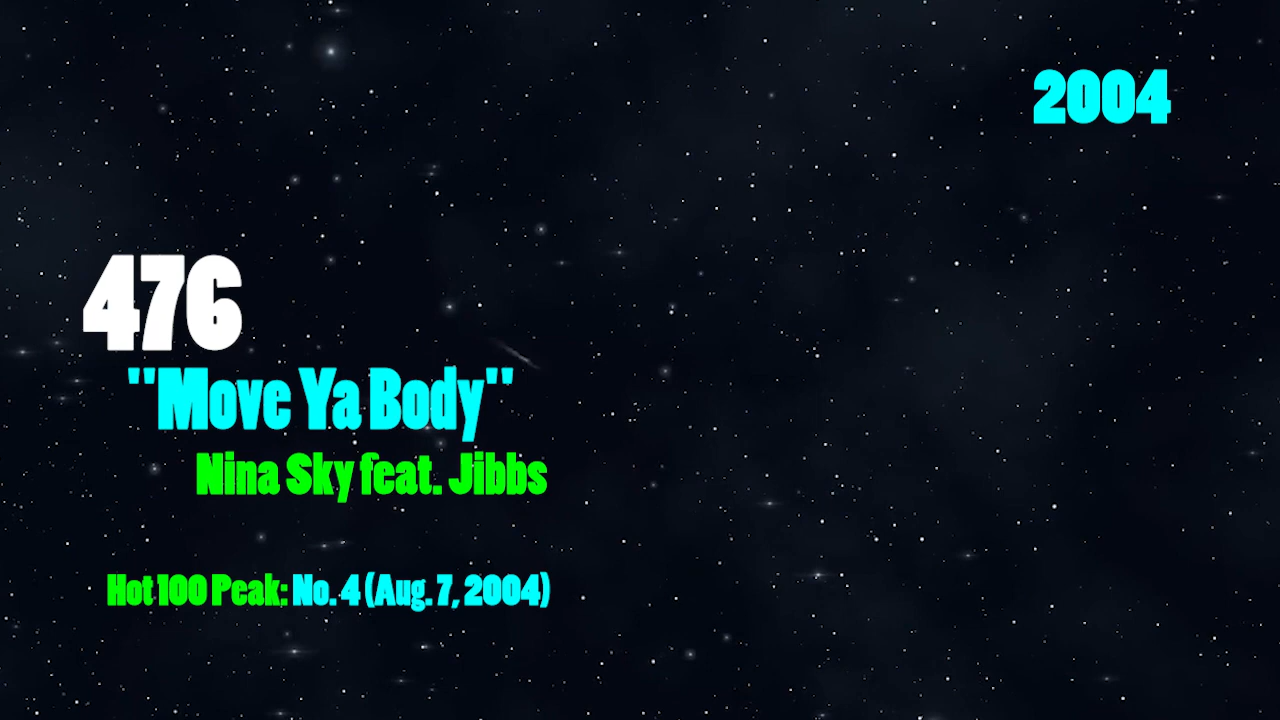 2004
476
"Move Ya Body"
Nina Sky feat. Jibbs
Hot 100 Peak: No. 4 (Aug. 7, 2004)